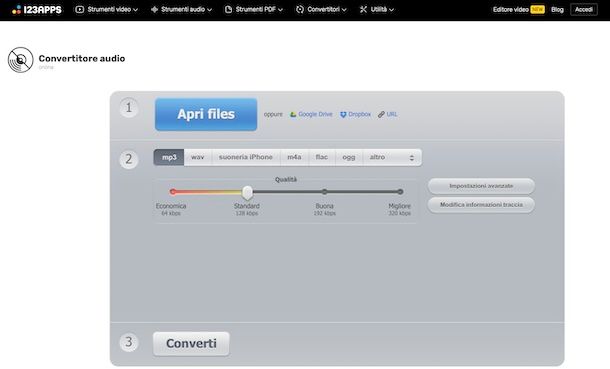 123APPS Strumenti video Strumenti audio Strumenti PDF Convertitori Utilità Editore video NEW Blog Accedi
Convertitore audio
online
1 Apri files oppure Google Drive Dropbox URL
2 mp3 wav suoneria iPhone m4a flac ogg altro
Qualità
Impostazioni avanzate
Economica Standard Buona Migliore
64 kbps 128 kbps 192 kbps 320 kbps
Modifica informazioni traccia
3 Converti